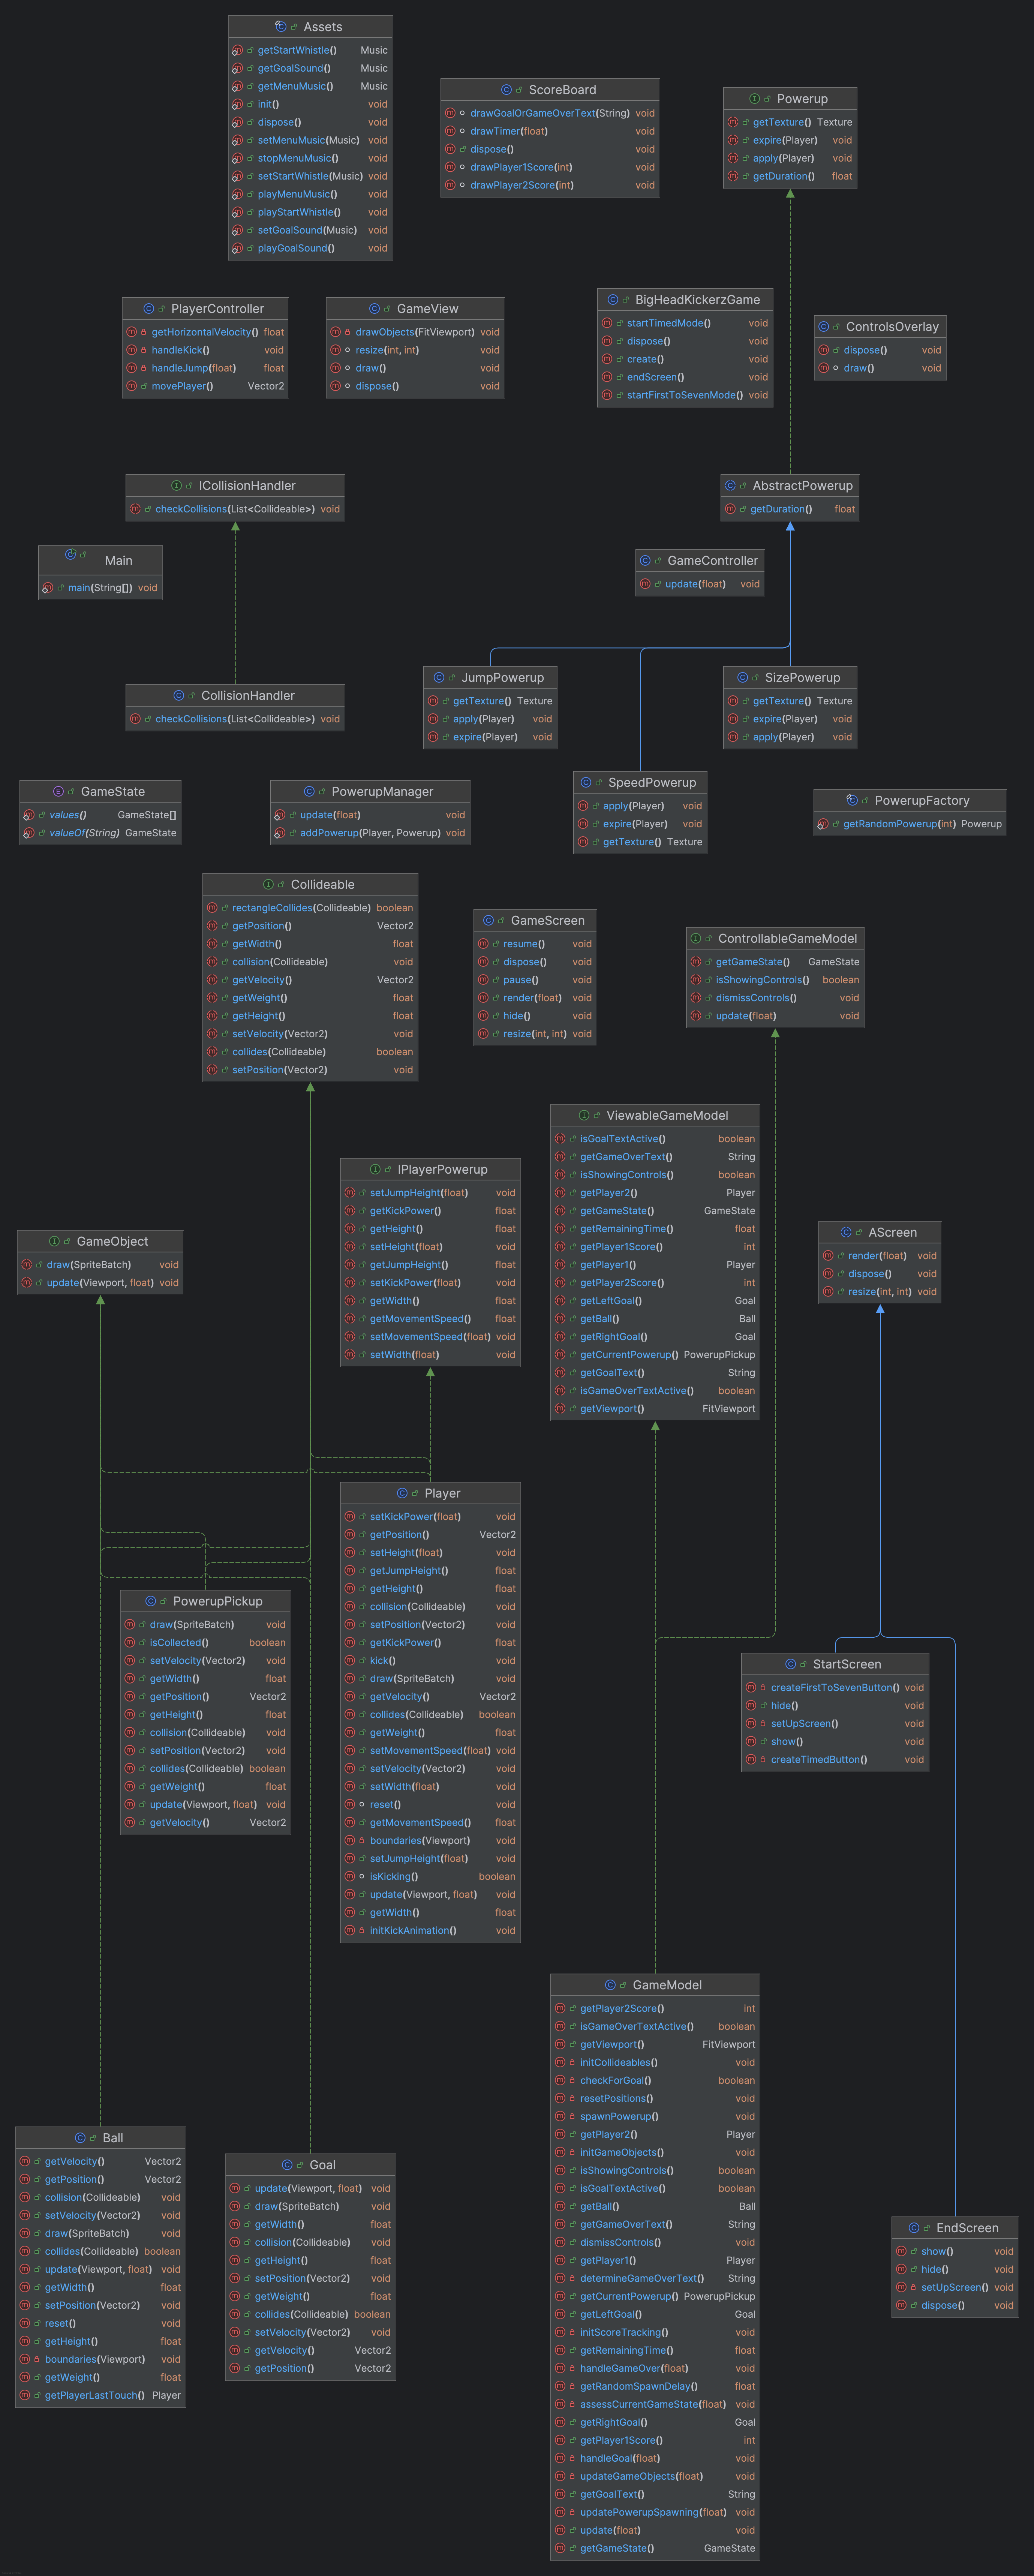 Assets
getStartWhistle() Music
getGoalSound() Music
getMenuMusic() Music
init() void
dispose() void
setMenuMusic(Music) void
stopMenuMusic() void
setStartWhistle(Music) void
playMenuMusic() void
playStartWhistle() void
setGoalSound(Music) void
playGoalSound() void
ScoreBoard
drawGoalOrGameOverText(String) void
drawTimer(float) void
dispose() void
drawPlayer1Score(int) void
drawPlayer2Score(int) void
Powerup
getTexture() Texture
expire(Player) void
apply(Player) void
getDuration() float
PlayerController
getHorizontalVelocity() float
handleKick() void
handleJump(float) float
movePlayer() Vector2
GameView
drawObjects(FitViewport) void
resize(int, int) void
draw() void
dispose() void
BigHeadKickerzGame
startTimedMode() void
dispose() void
create() void
endScreen() void
startFirstToSevenMode() void
ControlsOverlay
dispose() void
draw() void
ICollisionHandler
checkCollisions(List<Collideable>) void
AbstractPowerup
getDuration() float
Main
main(String[]) void
GameController
update(float) void
CollisionHandler
checkCollisions(List<Collideable>) void
JumpPowerup
getTexture() Texture
apply(Player) void
expire(Player) void
SizePowerup
getTexture() Texture
expire(Player) void
apply(Player) void
GameState
values() GameState[]
valueOf(String) GameState
PowerupManager
update(float) void
addPowerup(Player, Powerup) void
SpeedPowerup
apply(Player) void
expire(Player) void
getTexture() Texture
PowerupFactory
getRandomPowerup(int) Powerup
Collideable
rectangleCollides(Collideable) boolean
getPosition() Vector2
getWidth() float
collision(Collideable) void
getVelocity() Vector2
getWeight() float
getHeight() float
setVelocity(Vector2) void
collides(Collideable) boolean
setPosition(Vector2) void
GameScreen
resume() void
dispose() void
pause() void
render(float) void
hide() void
resize(int, int) void
ControllableGameModel
getGameState() GameState
isShowingControls() boolean
dismissControls() void
update(float) void
ViewableGameModel
isGoalTextActive() boolean
getGameOverText() String
isShowingControls() boolean
getPlayer2() Player
getGameState() GameState
getRemainingTime() float
getPlayer1Score() int
getPlayer1() Player
getPlayer2Score() int
getLeftGoal() Goal
getBall() Ball
getRightGoal() Goal
getCurrentPowerup() PowerupPickup
getGoalText() String
isGameOverTextActive() boolean
getViewport() FitViewport
IPlayerPowerup
setJumpHeight(float) void
getKickPower() float
getHeight() float
setHeight(float) void
getJumpHeight() float
setKickPower(float) void
getWidth() float
getMovementSpeed() float
setMovementSpeed(float) void
setWidth(float) void
GameObject
draw(SpriteBatch) void
update(Viewport, float) void
AScreen
render(float) void
dispose() void
resize(int, int) void
Player
setKickPower(float) void
getPosition() Vector2
setHeight(float) void
getJumpHeight() float
getHeight() float
collision(Collideable) void
setPosition(Vector2) void
getKickPower() float
kick() void
draw(SpriteBatch) void
getVelocity() Vector2
collides(Collideable) boolean
getWeight() float
setMovementSpeed(float) void
setVelocity(Vector2) void
setWidth(float) void
reset() void
getMovementSpeed() float
boundaries(Viewport) void
setJumpHeight(float) void
isKicking() boolean
update(Viewport, float) void
getWidth() float
initKickAnimation() void
PowerupPickup
draw(SpriteBatch) void
isCollected() boolean
setVelocity(Vector2) void
getWidth() float
getPosition() Vector2
getHeight() float
collision(Collideable) void
setPosition(Vector2) void
collides(Collideable) boolean
getWeight() float
update(Viewport, float) void
getVelocity() Vector2
StartScreen
createFirstToSevenButton() void
hide() void
setUpScreen() void
show() void
createTimedButton() void
GameModel
getPlayer2Score() int
isGameOverTextActive() boolean
getViewport() FitViewport
initCollideables() void
checkForGoal() boolean
resetPositions() void
spawnPowerup() void
getPlayer2() Player
initGameObjects() void
isShowingControls() boolean
isGoalTextActive() boolean
getBall() Ball
getGameOverText() String
dismissControls() void
getPlayer1() Player
determineGameOverText() String
getCurrentPowerup() PowerupPickup
getLeftGoal() Goal
initScoreTracking() void
getRemainingTime() float
handleGameOver(float) void
getRandomSpawnDelay() float
assessCurrentGameState(float) void
getRightGoal() Goal
getPlayer1Score() int
handleGoal(float) void
updateGameObjects(float) void
getGoalText() String
updatePowerupSpawning(float) void
update(float) void
getGameState() GameState
Ball
getVelocity() Vector2
getPosition() Vector2
collision(Collideable) void
setVelocity(Vector2) void
draw(SpriteBatch) void
collides(Collideable) boolean
update(Viewport, float) void
getWidth() float
setPosition(Vector2) void
reset() void
getHeight() float
boundaries(Viewport) void
getWeight() float
getPlayerLastTouch() Player
Goal
update(Viewport, float) void
draw(SpriteBatch) void
getWidth() float
collision(Collideable) void
getHeight() float
setPosition(Vector2) void
getWeight() float
collides(Collideable) boolean
setVelocity(Vector2) void
getVelocity() Vector2
getPosition() Vector2
EndScreen
show() void
hide() void
setUpScreen() void
dispose() void